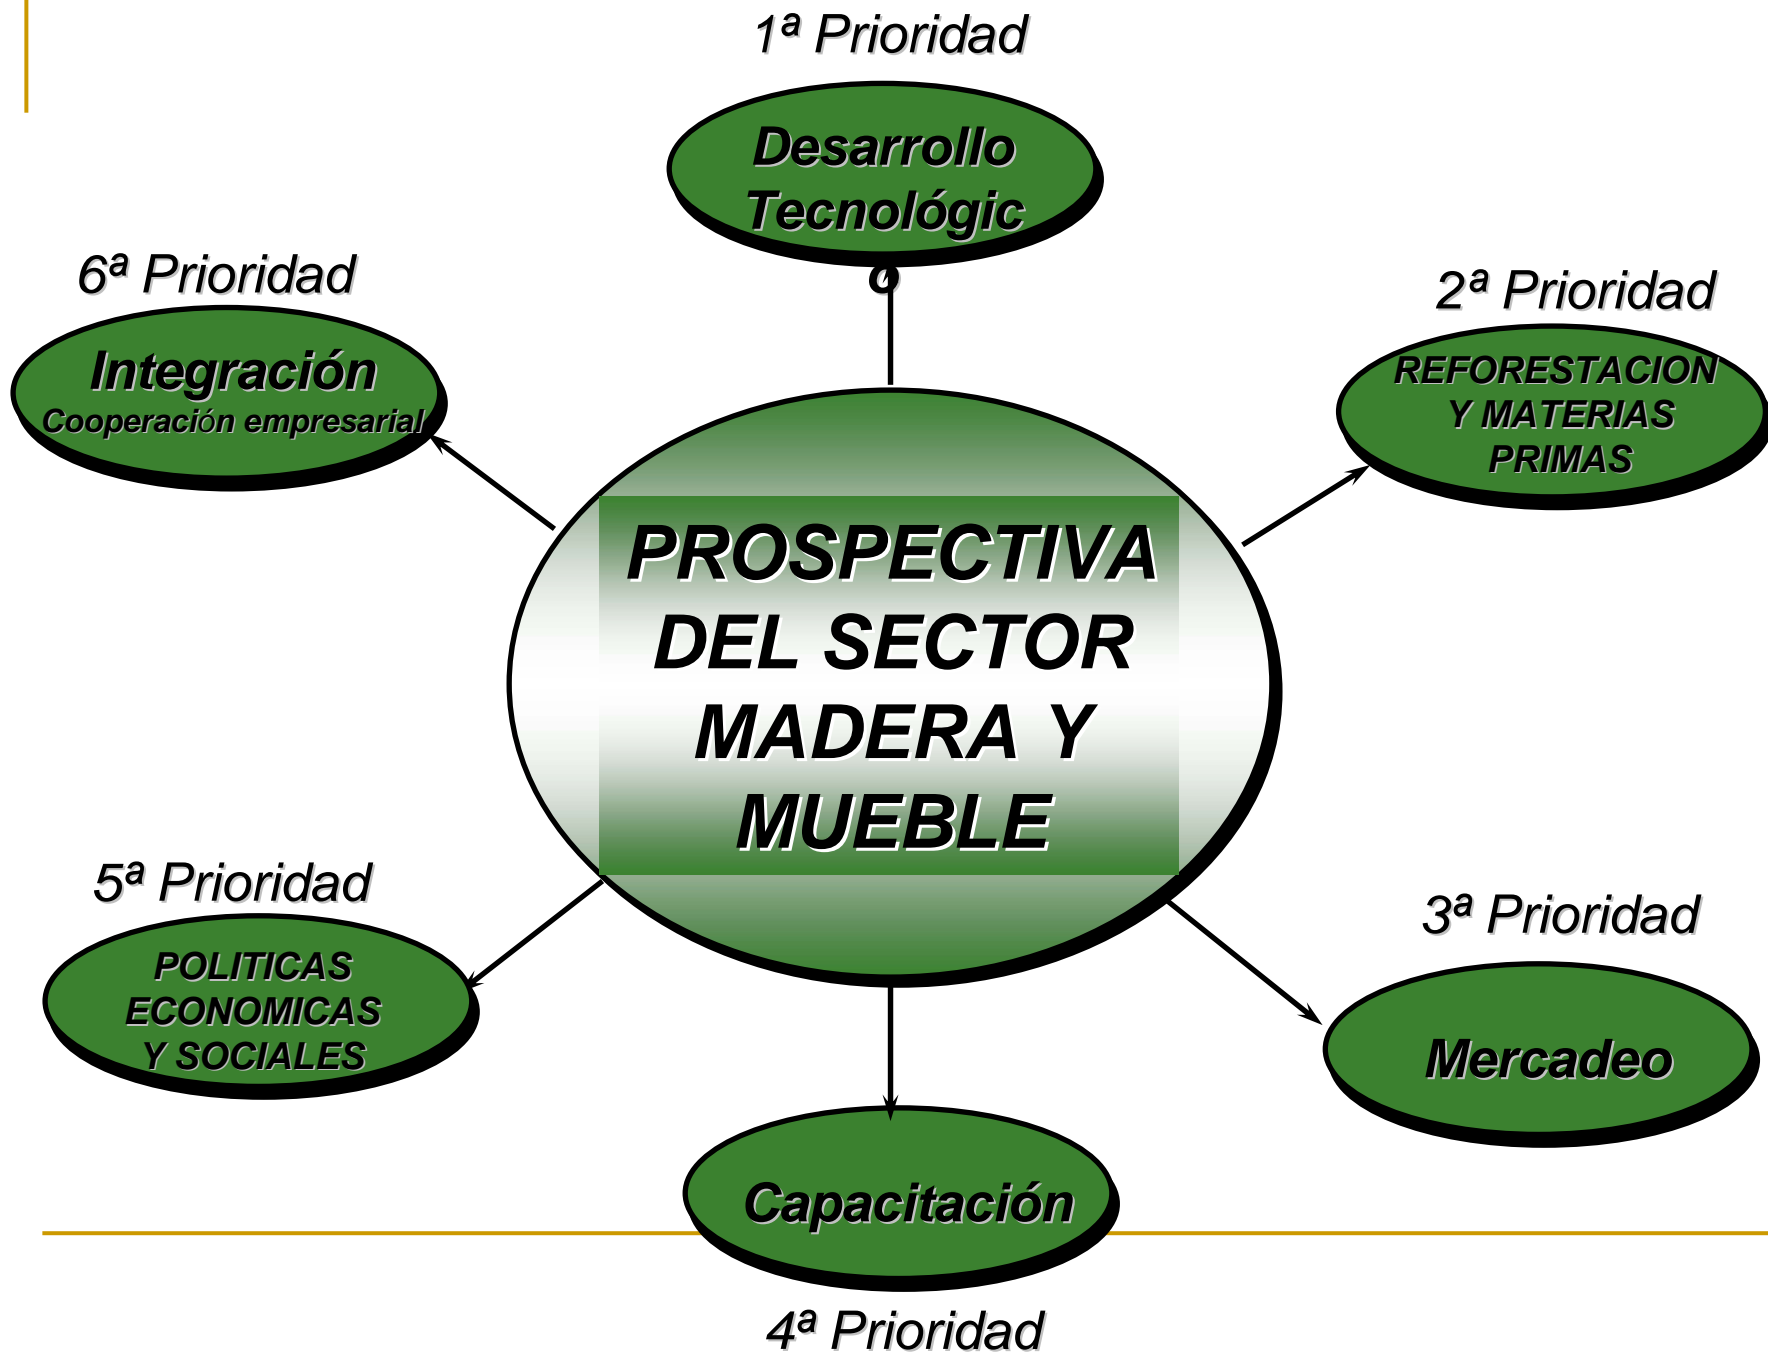 1ª Prioridad
Desarrollo
Tecnológic
o
6ª Prioridad
Integración
Cooperación empresarial
2ª Prioridad
REFORESTACION
Y MATERIAS
PRIMAS
PROSPECTIVA
DEL SECTOR
MADERA Y
MUEBLE
5ª Prioridad
POLITICAS
ECONOMICAS
Y SOCIALES
3ª Prioridad
Mercadeo
Capacitación
4ª Prioridad